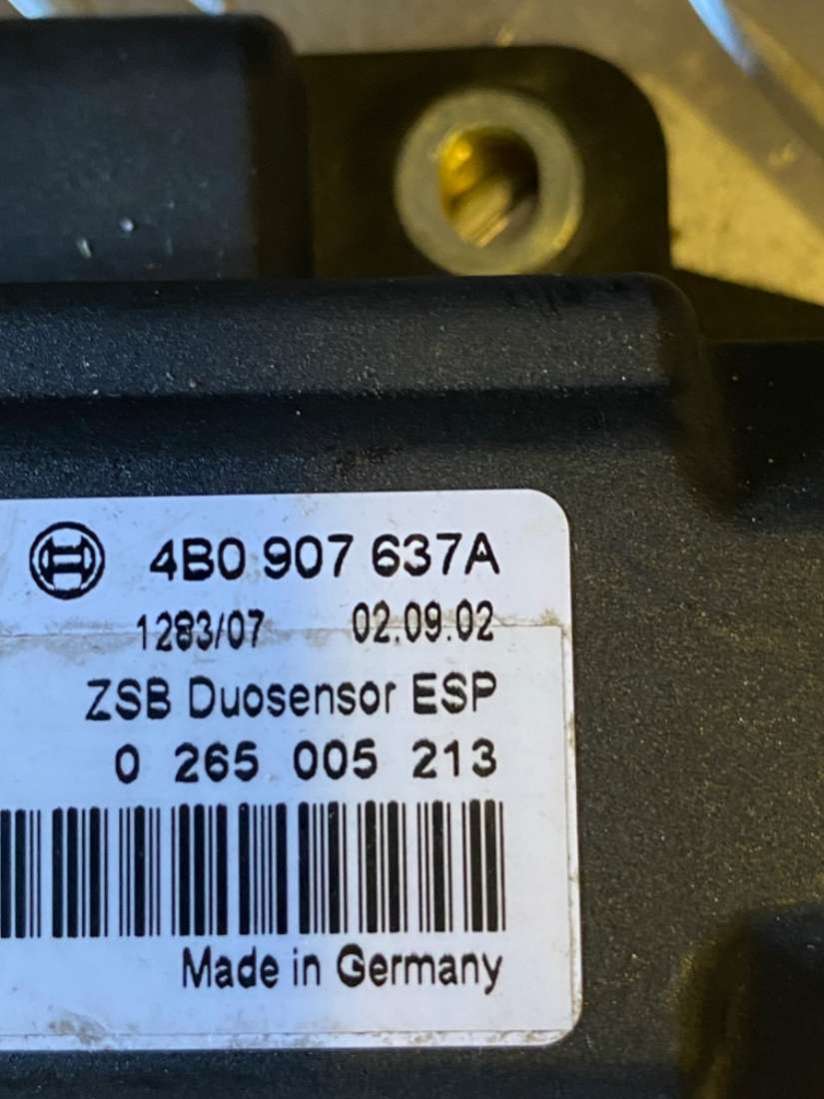 4B0 907 637A
1283/07 02.09.02
ZSB Duosensor ESP
0 265 005 213
Made in Germany